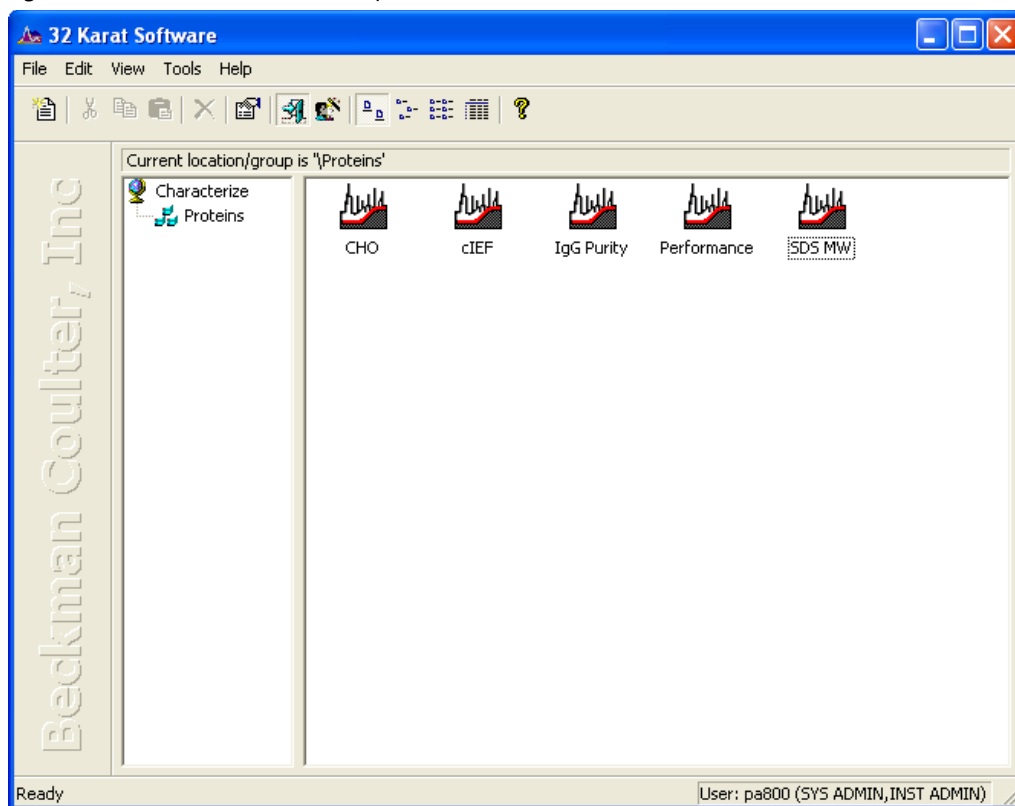 32 Karat Software
File Edit View Tools Help
Current location/group is '\Proteins'
Characterize
Proteins
CHO cIEF IgG Purity Performance SDS MW
Beckman Coulter, Inc
Ready User: pa800 (SYS ADMIN,INST ADMIN)